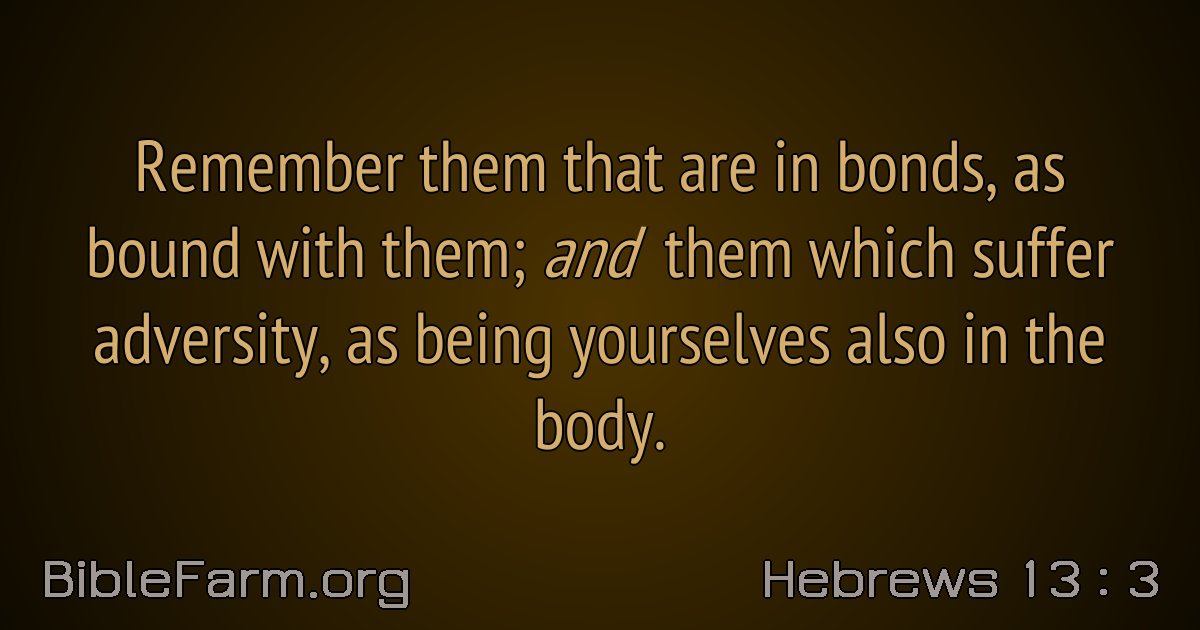 Remember them that are in bonds, as
bound with them; and them which suffer
adversity, as being yourselves also in the
body.
BibleFarm.org
Hebrews 13 : 3